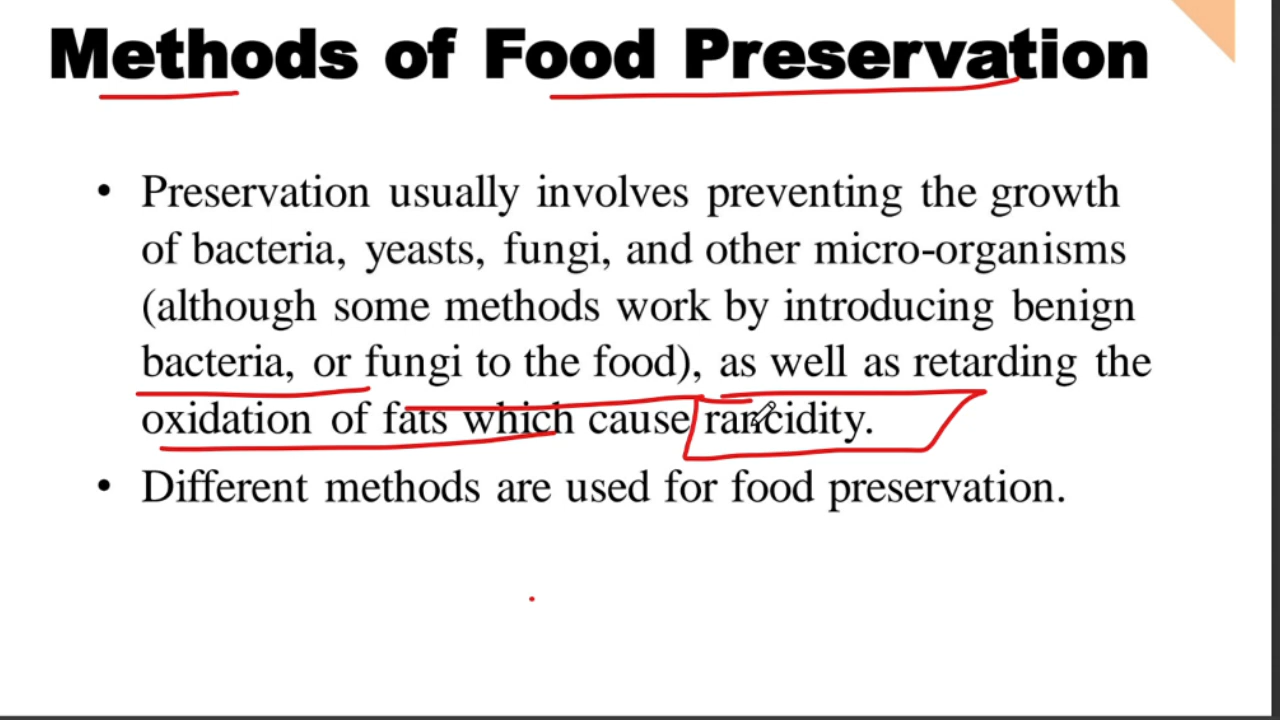 Methods of Food Preservation
• Preservation usually involves preventing the growth
of bacteria, yeasts, fungi, and other micro-organisms
(although some methods work by introducing benign
bacteria, or fungi to the food), as well as retarding the
oxidation of fats which cause rancidity.
• Different methods are used for food preservation.